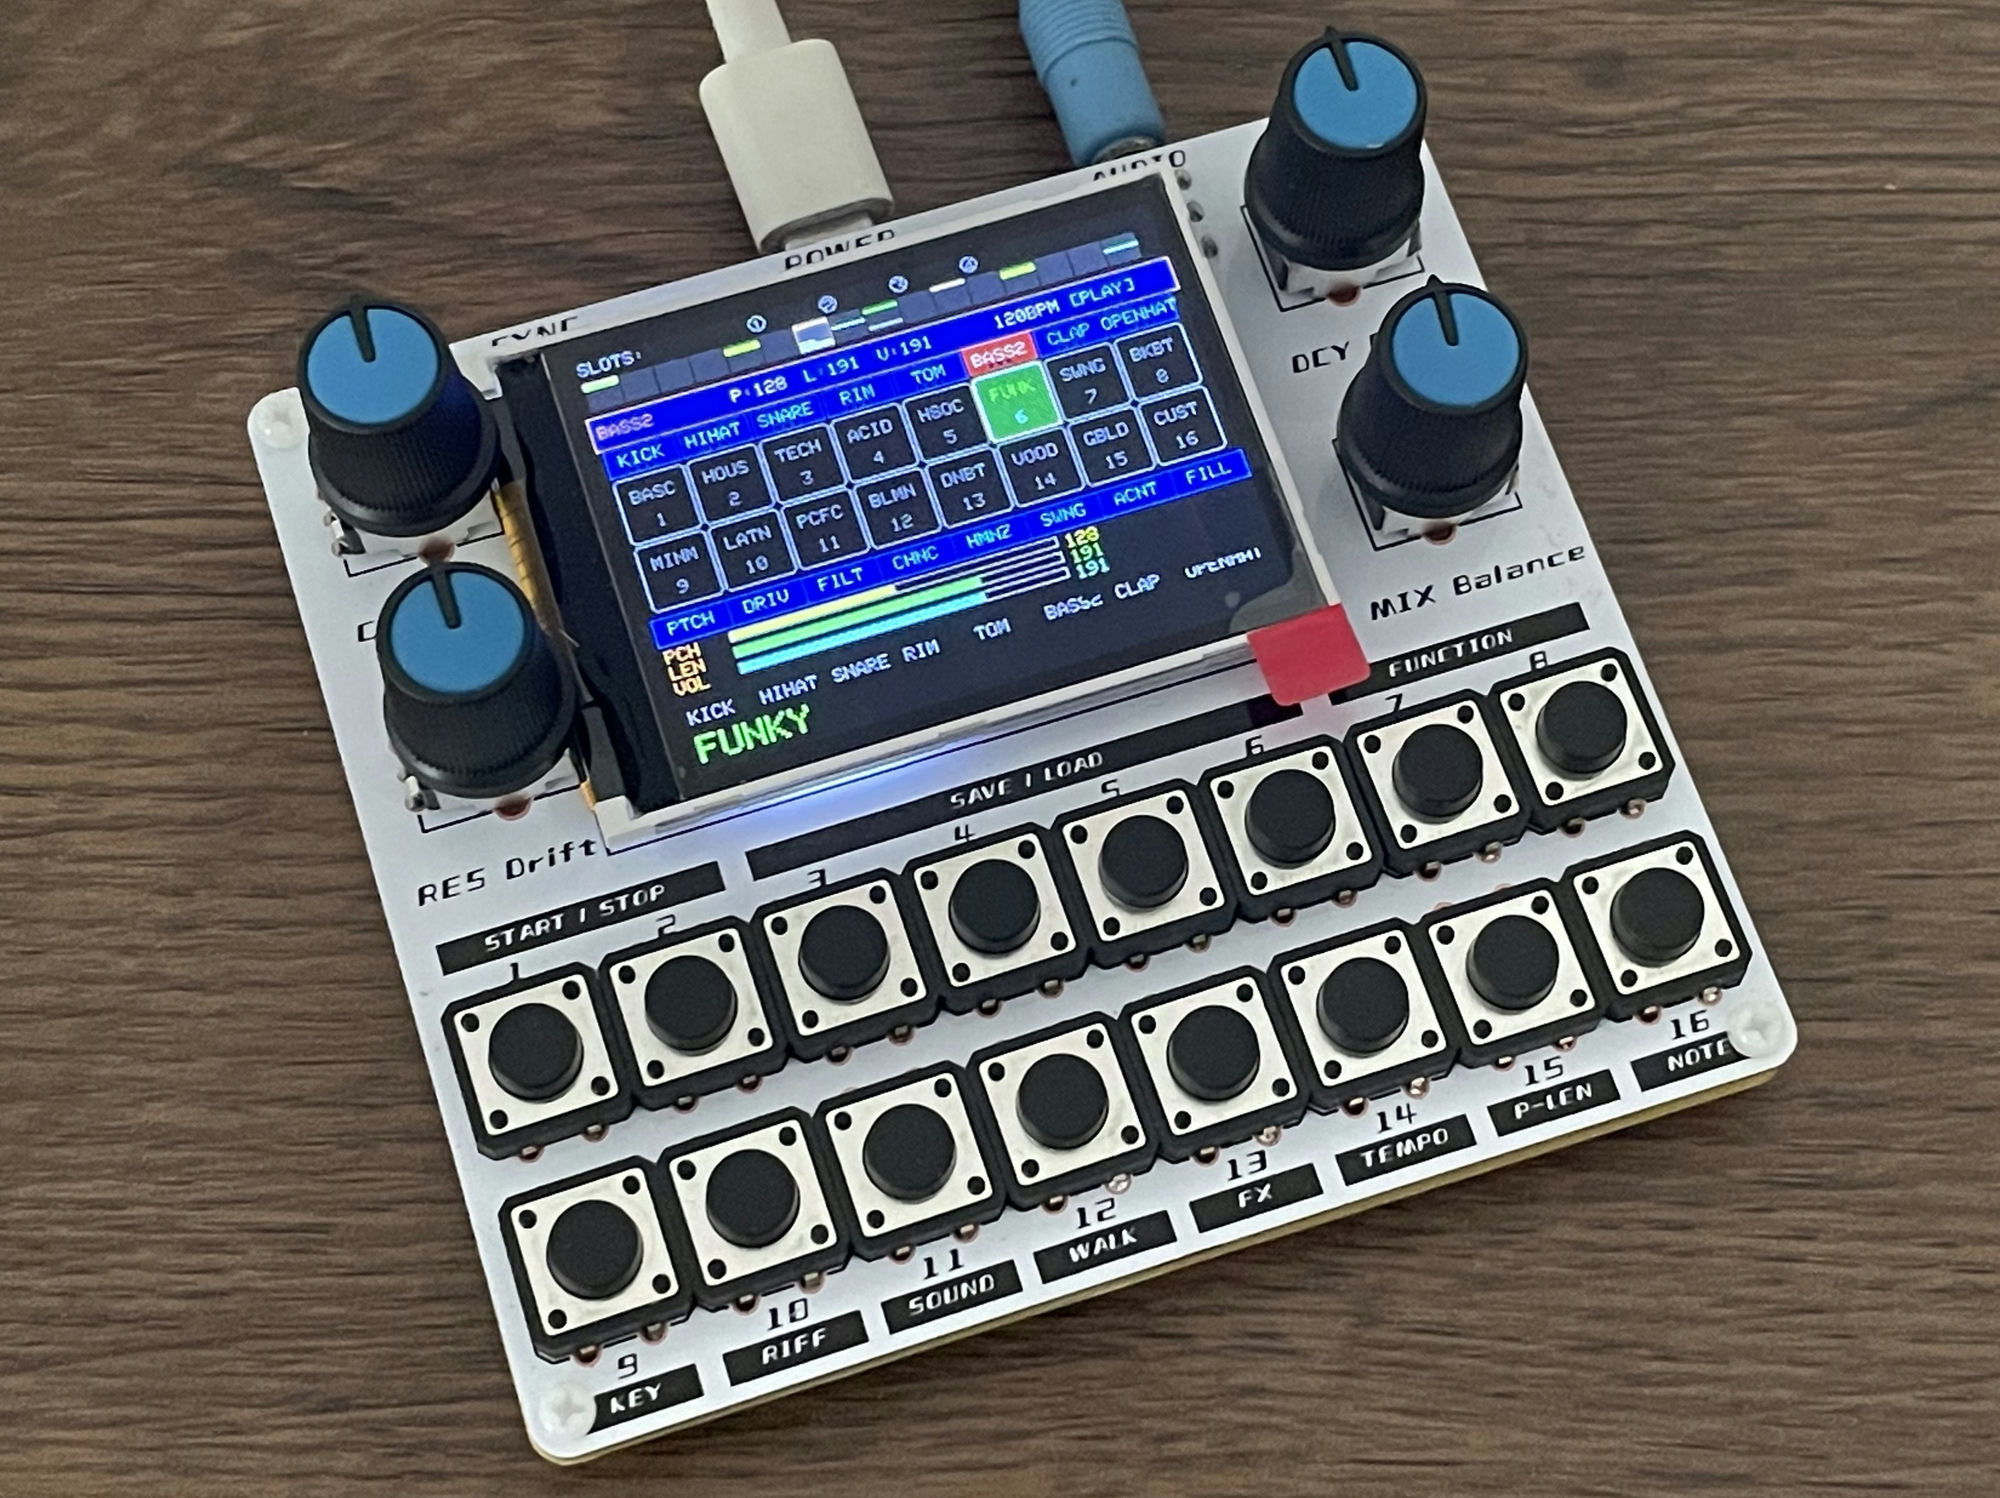 POWER
AUDIO
SYNC
SLOTS:
1 2 3 4
BASS2 P:128 L:191 V:191 120BPM [PLAY]
KICK HIHAT SNARE RIM TOM BASS2 CLAP OPENHAT
BASC HOUS TECH ACID HSOC FUNK SWNG BKBT
1 2 3 4 5 6 7 8
MINM LATN PCFC BLMN DNBT VOOD GBLD CUST
9 10 11 12 13 14 15 16
PTCH DRIV FILT CHNC HMNZ SWNG ACNT FILL
PCH 128
LEN 191
VOL 191
KICK HIHAT SNARE RIM TOM BASS2 CLAP
FUNKY
DCY
MIX Balance
RES Drift
START | STOP
SAVE | LOAD
FUNCTION
1 2 3 4 5 6 7 8
9 10 11 12 13 14 15 16
KEY RIFF SOUND WALK FX TEMPO P-LEN NOTE